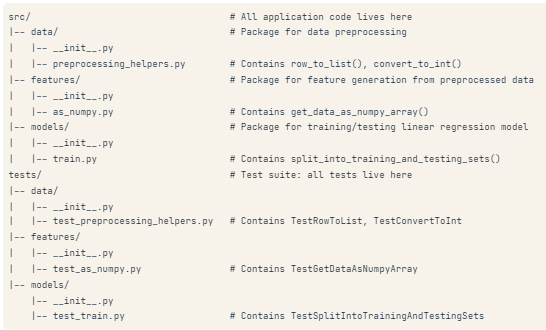 src/                                    # All application code lives here
|-- data/                               # Package for data preprocessing
|   |-- __init__.py
|   |-- preprocessing_helpers.py        # Contains row_to_list(), convert_to_int()
|-- features/                           # Package for feature generation from preprocessed data
|   |-- __init__.py
|   |-- as_numpy.py                     # Contains get_data_as_numpy_array()
|-- models/                             # Package for training/testing linear regression model
|   |-- __init__.py
    |-- train.py                        # Contains split_into_training_and_testing_sets()
tests/                                  # Test suite: all tests live here
|-- data/
|   |-- __init__.py
|   |-- test_preprocessing_helpers.py   # Contains TestRowToList, TestConvertToInt
|-- features/
|   |-- __init__.py
|   |-- test_as_numpy.py                # Contains TestGetDataAsNumpyArray
|-- models/
    |-- __init__.py
    |-- test_train.py                   # Contains TestSplitIntoTrainingAndTestingSets